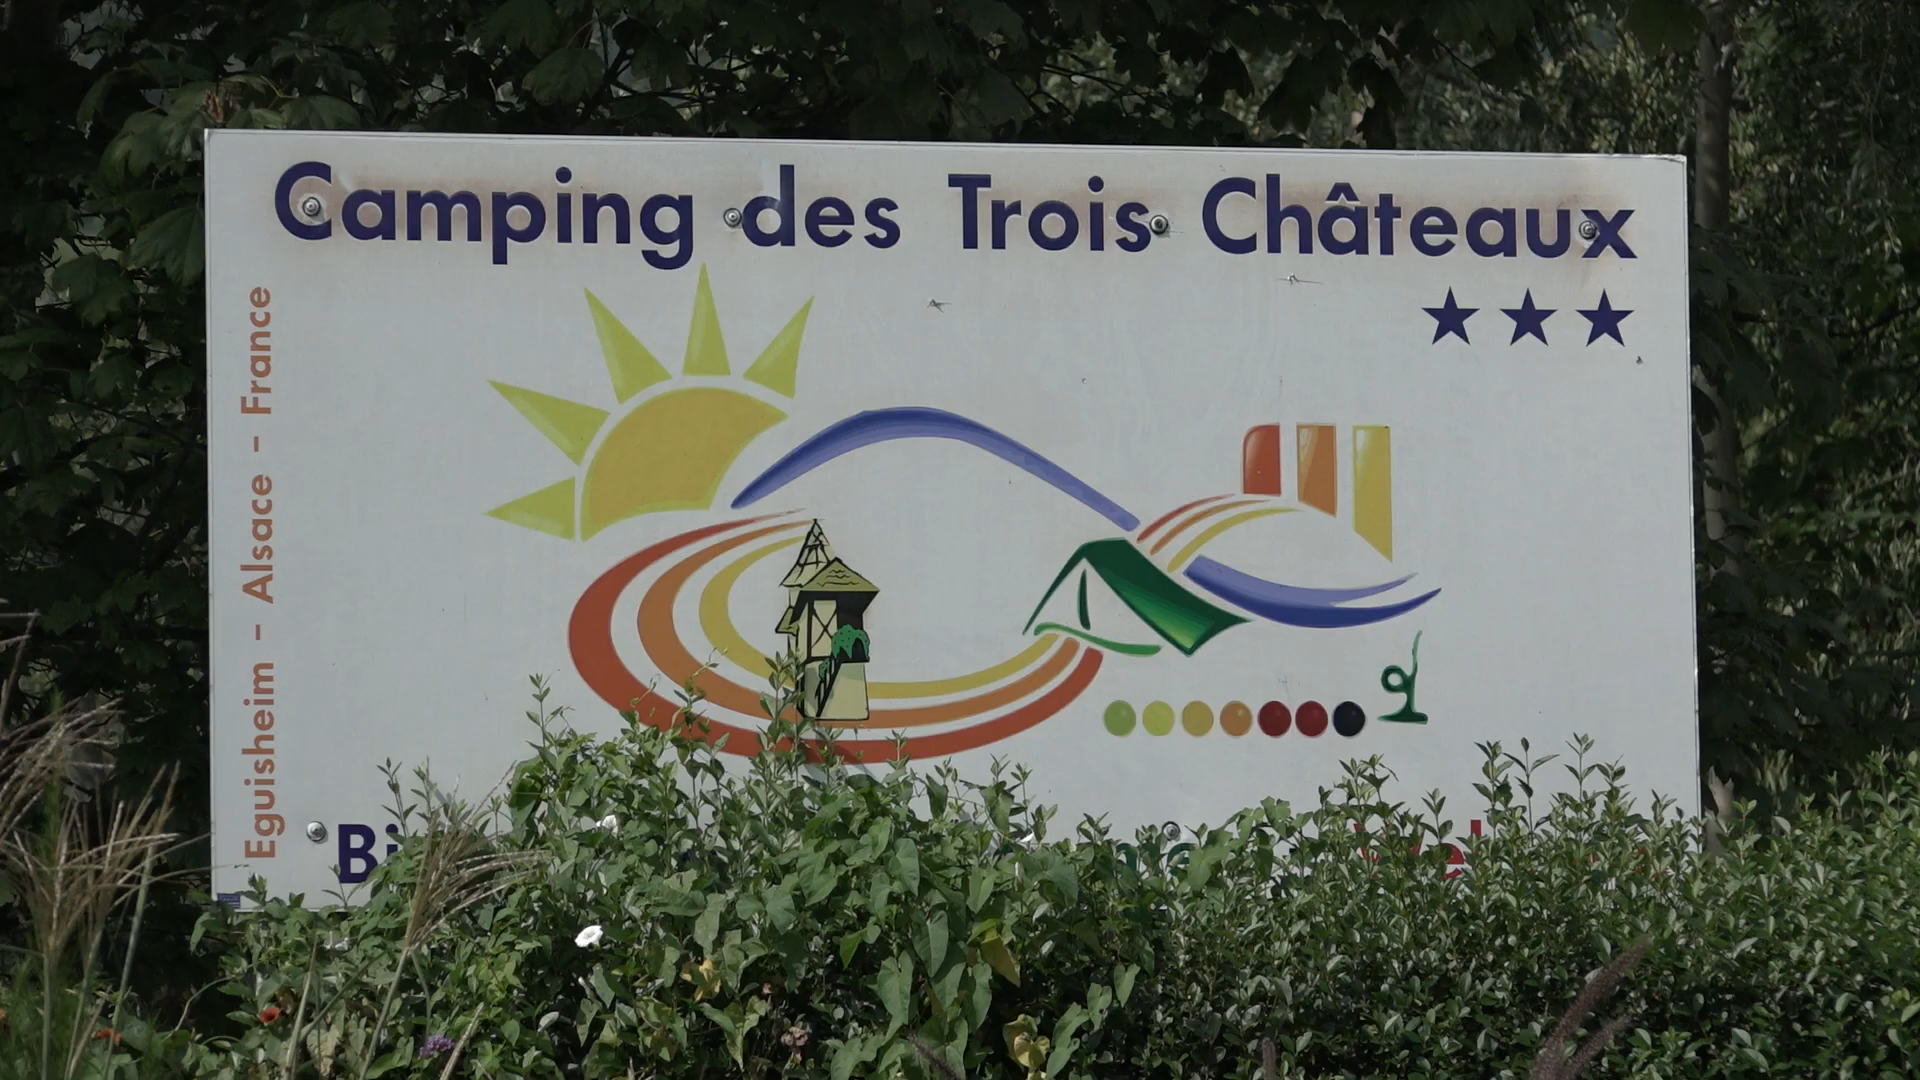 Camping des Trois Châteaux
★★★
Eguisheim - Alsace - France